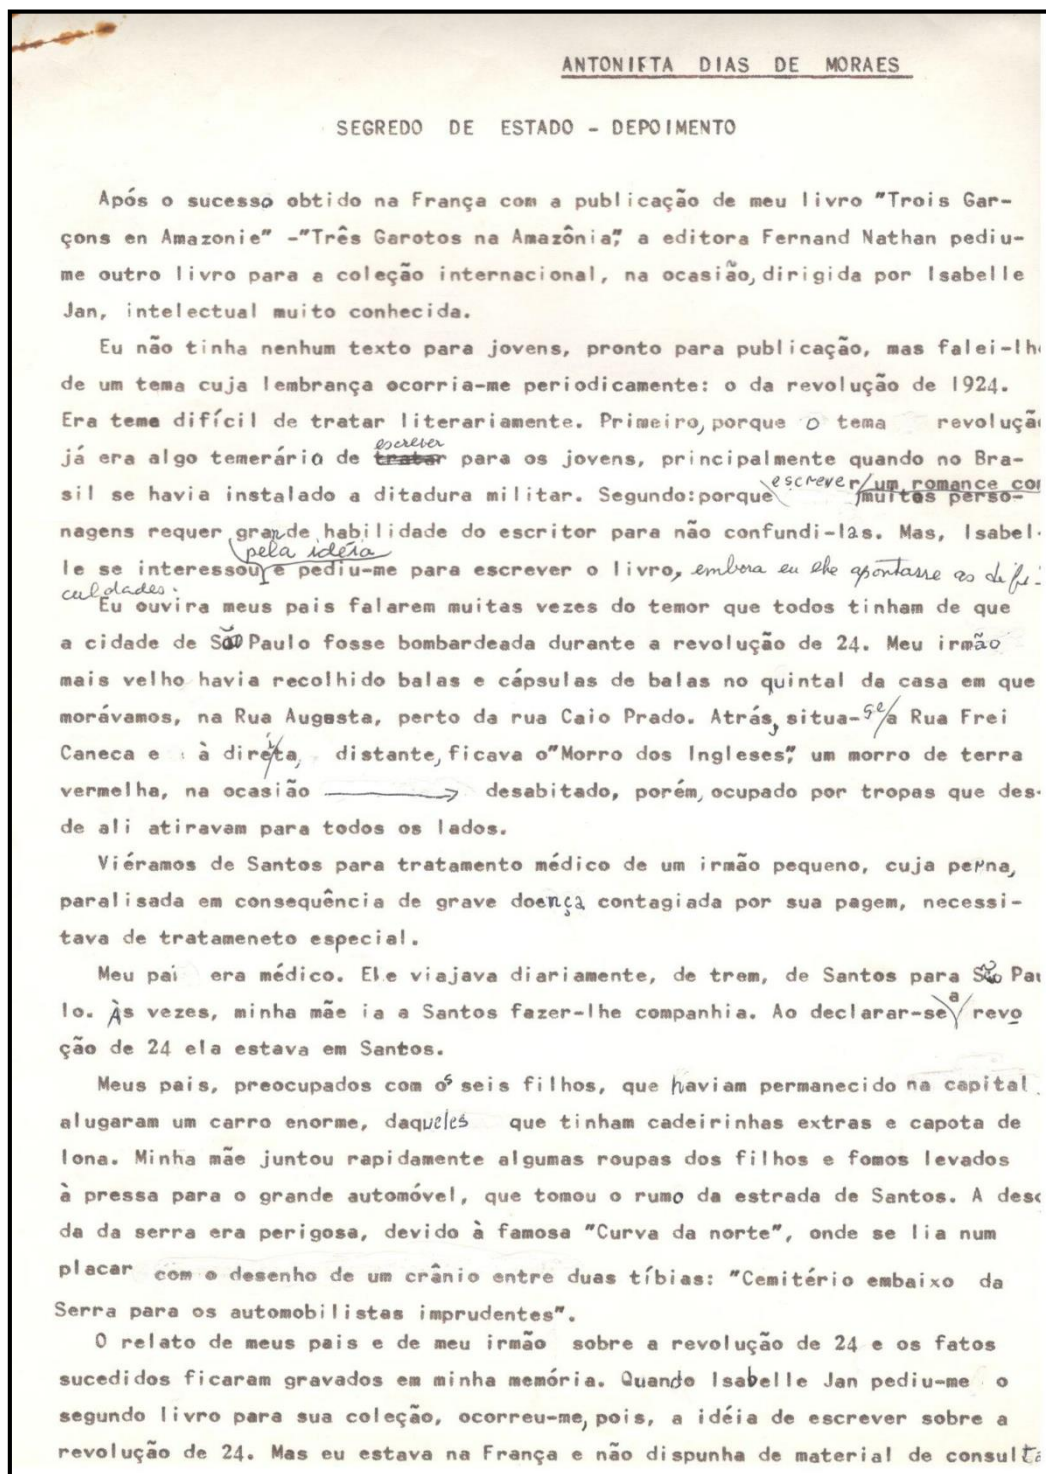 ANTONIETA DIAS DE MORAES
SEGREDO DE ESTADO - DEPOIMENTO
Após o sucesso obtido na França com a publicação de meu livro "Trois Gar-
çons en Amazonie" -"Três Garotos na Amazônia", a editora Fernand Nathan pediu-
me outro livro para a coleção internacional, na ocasião, dirigida por Isabelle
Jan, intelectual muito conhecida.
Eu não tinha nenhum texto para jovens, pronto para publicação, mas falei-lh
de um tema cuja lembrança ocorria-me periodicamente: o da revolução de 1924.
Era tema difícil de tratar literariamente. Primeiro, porque o tema revoluçã
escrever
já era algo temerário de tratar para os jovens, principalmente quando no Bra-
escrever/um romance com
sil se havia instalado a ditadura militar. Segundo: porque muitos perso-
nagens requer grande habilidade do escritor para não confundi-las. Mas, Isabel-
pela idéia
le se interessou e pediu-me para escrever o livro, embora eu lhe apontasse as defi-
culdades.
Eu ouvira meus pais falarem muitas vezes do temor que todos tinham de que
a cidade de São Paulo fosse bombardeada durante a revolução de 24. Meu irmão
mais velho havia recolhido balas e cápsulas de balas no quintal da casa em que
morávamos, na Rua Augusta, perto da rua Caio Prado. Atrás, situa-se/a Rua Frei
Caneca e à direita, distante, ficava o "Morro dos Ingleses", um morro de terra
vermelha, na ocasião desabitado, porém, ocupado por tropas que des-
de ali atiravam para todos os lados.
Viéramos de Santos para tratamento médico de um irmão pequeno, cuja perna,
paralisada em consequência de grave doença contagiada por sua pagem, necessi-
tava de tratameneto especial.
Meu pai era médico. Ele viajava diariamente, de trem, de Santos para São Pau
lo. Às vezes, minha mãe ia a Santos fazer-lhe companhia. Ao declarar-se a revo
ção de 24 ela estava em Santos.
Meus pais, preocupados com os seis filhos, que haviam permanecido na capital
alugaram um carro enorme, daqueles que tinham cadeirinhas extras e capota de
lona. Minha mãe juntou rapidamente algumas roupas dos filhos e fomos levados
à pressa para o grande automóvel, que tomou o rumo da estrada de Santos. A desc
da da serra era perigosa, devido à famosa "Curva da norte", onde se lia num
placar com o desenho de um crânio entre duas tíbias: "Cemitério embaixo da
Serra para os automobilistas imprudentes".
O relato de meus pais e de meu irmão sobre a revolução de 24 e os fatos
sucedidos ficaram gravados em minha memória. Quando Isabelle Jan pediu-me o
segundo livro para sua coleção, ocorreu-me, pois, a idéia de escrever sobre a
revolução de 24. Mas eu estava na França e não dispunha de material de consulta